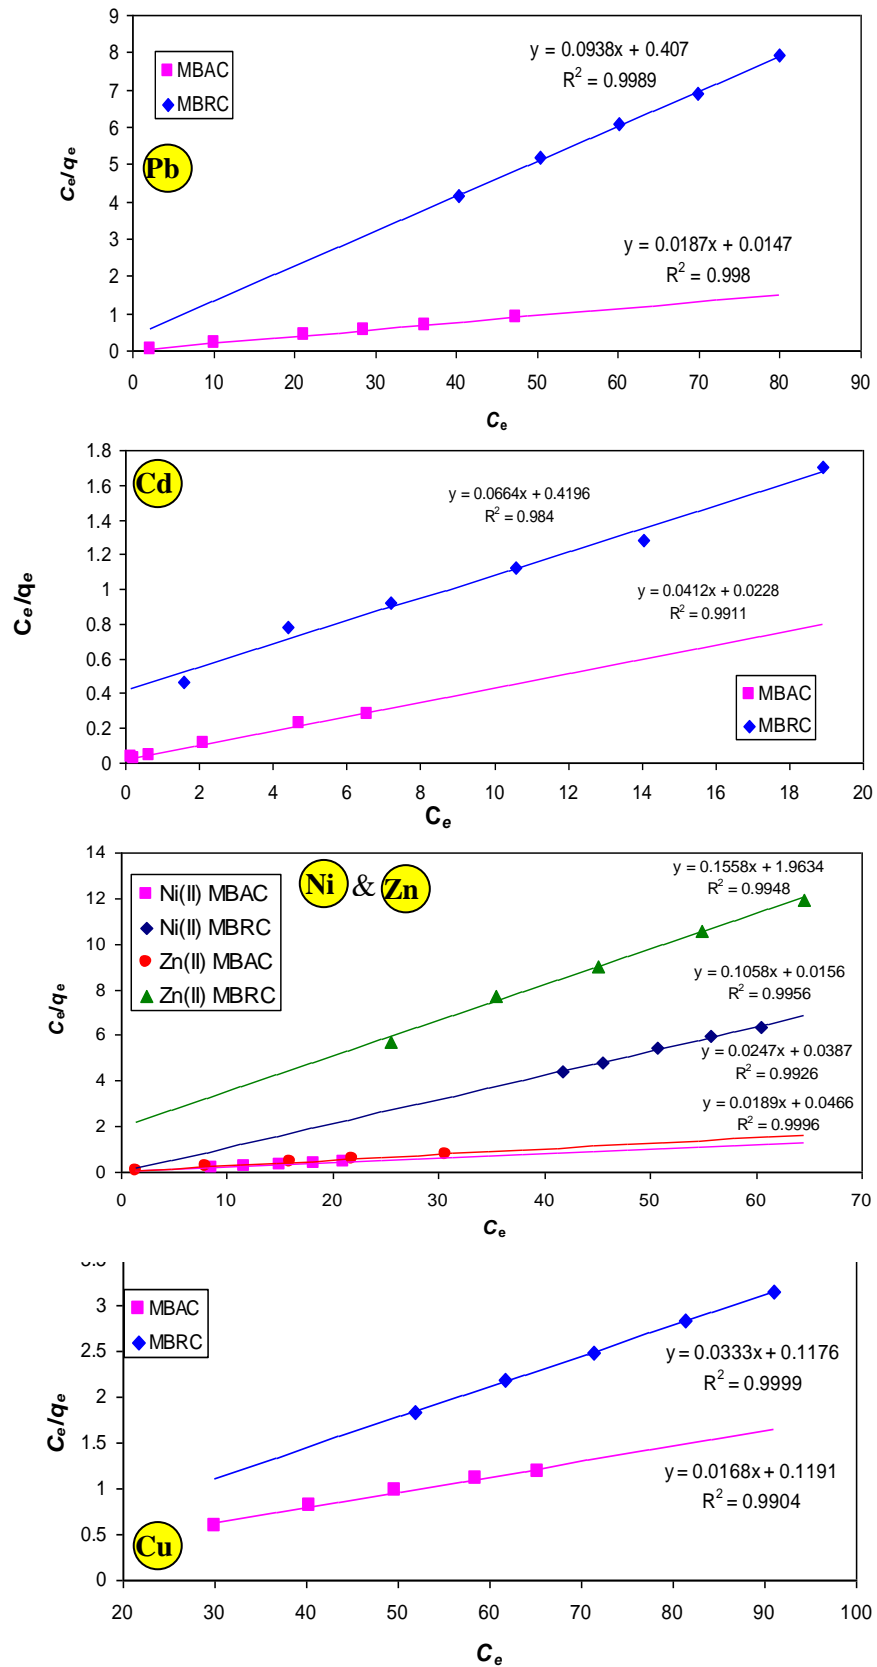 9
8
7
6
5
4
3
2
1
0
Ce/qe
MBAC
MBRC
Pb
y = 0.0938x + 0.407
R2 = 0.9989
y = 0.0187x + 0.0147
R2 = 0.998
0 10 20 30 40 50 60 70 80 90
Ce
1.8
1.6
1.4
1.2
1
0.8
0.6
0.4
0.2
0
Ce/qe
Cd
y = 0.0664x + 0.4196
R2 = 0.984
y = 0.0412x + 0.0228
R2 = 0.9911
MBAC
MBRC
0 2 4 6 8 10 12 14 16 18 20
Ce
14
12
10
8
6
4
2
0
Ce/qe
Ni(II) MBAC
Ni(II) MBRC
Zn(II) MBAC
Zn(II) MBRC
Ni & Zn
y = 0.1558x + 1.9634
R2 = 0.9948
y = 0.1058x + 0.0156
R2 = 0.9956
y = 0.0247x + 0.0387
R2 = 0.9926
y = 0.0189x + 0.0466
R2 = 0.9996
0 10 20 30 40 50 60 70
Ce
3.5
3
2.5
2
1.5
1
0.5
0
Ce/qe
MBAC
MBRC
y = 0.0333x + 0.1176
R2 = 0.9999
y = 0.0168x + 0.1191
R2 = 0.9904
Cu
20 30 40 50 60 70 80 90 100
Ce